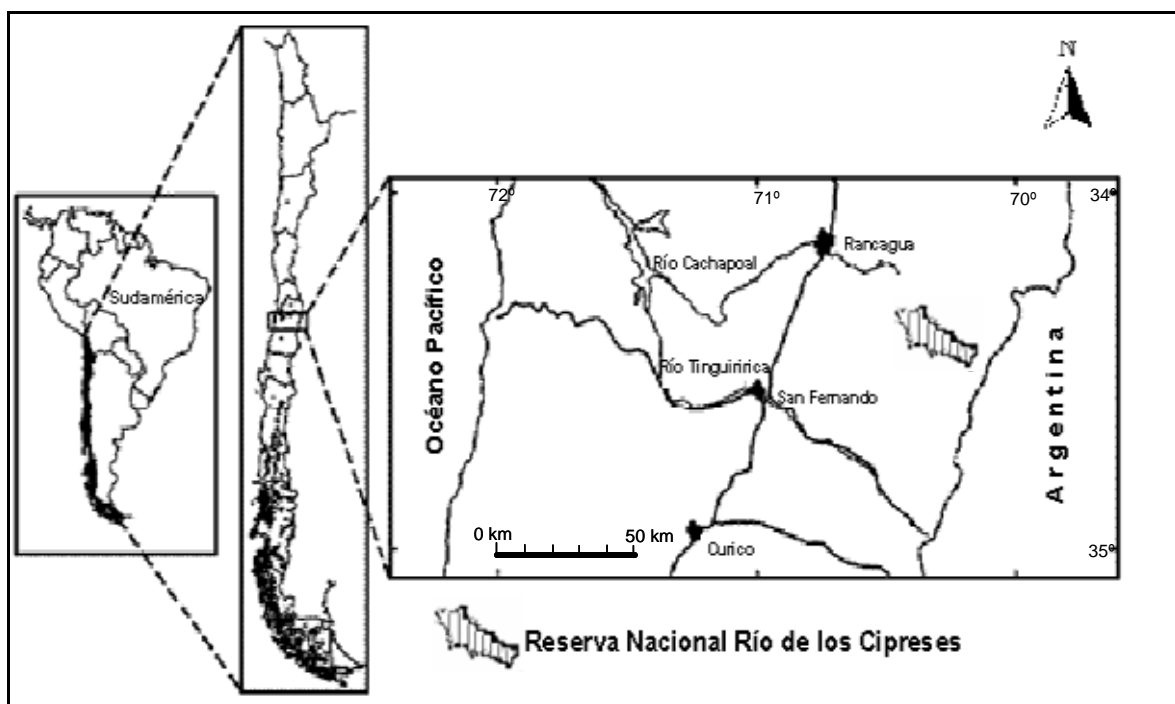 N
72º
71º
70º
34º
Rancagua
Río Cachapoal
Sudamérica
Océano Pacífico
Río Tinguiririca
San Fernando
Argentina
0 km
50 km
Curico
35º
Reserva Nacional Río de los Cipreses